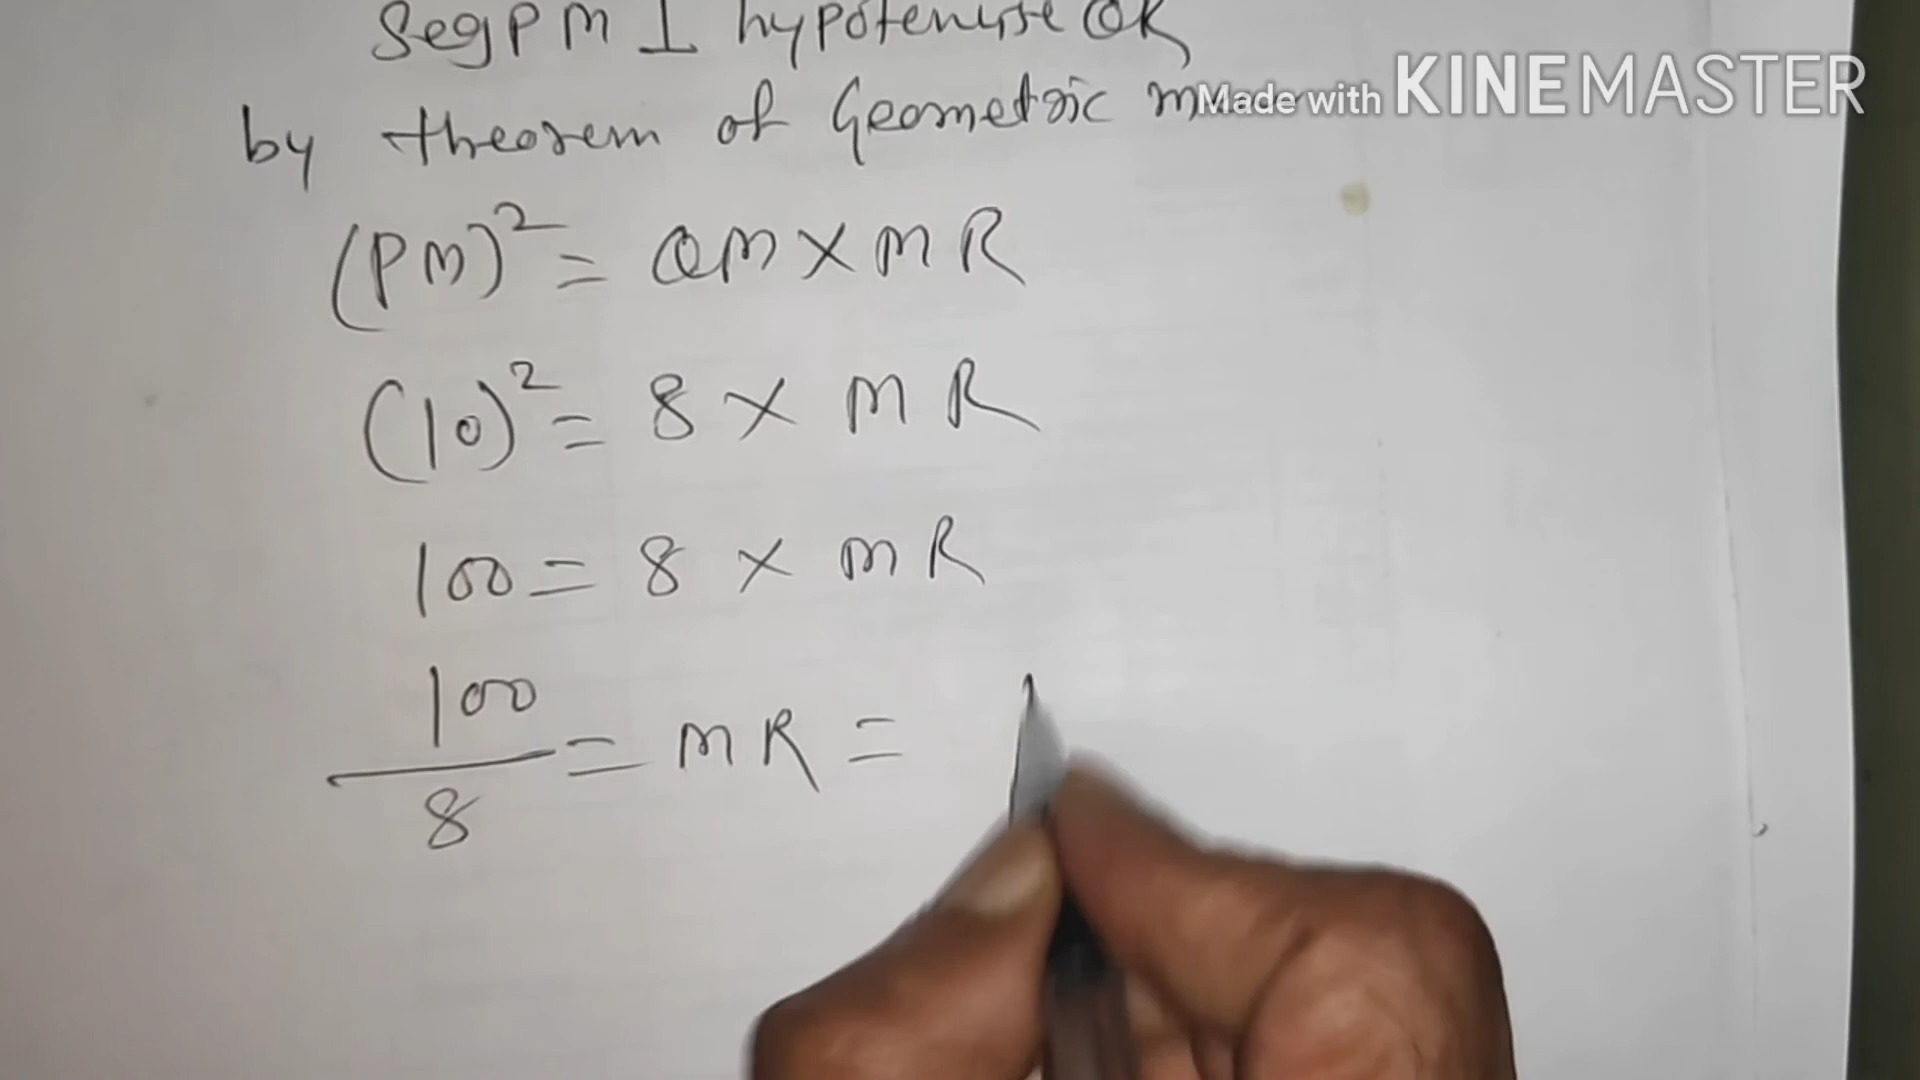 Seg PM ⊥ hypotenuse QR
by theorem of Geometric
Made with KINEMASTER
(PM)² = QM × MR
(10)² = 8 × MR
100 = 8 × MR
100/8 = MR =